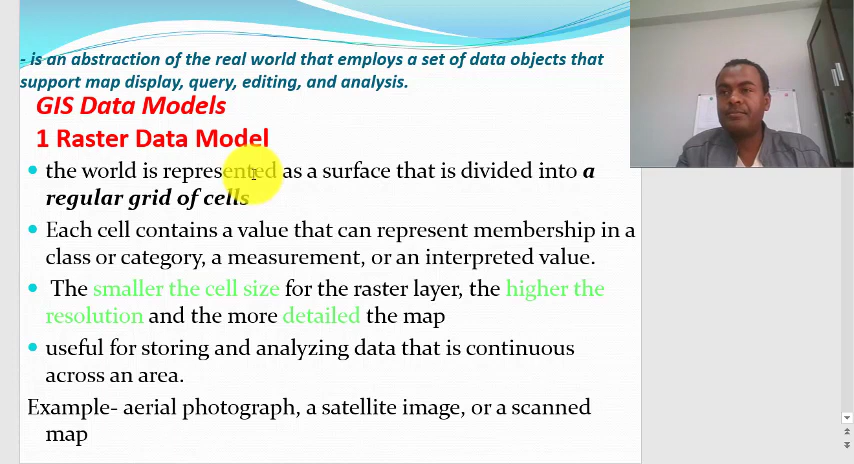 - is an abstraction of the real world that employs a set of data objects that
support map display, query, editing, and analysis.
GIS Data Models
1 Raster Data Model
• the world is represented as a surface that is divided into a
regular grid of cells
• Each cell contains a value that can represent membership in a
class or category, a measurement, or an interpreted value.
• The smaller the cell size for the raster layer, the higher the
resolution and the more detailed the map
• useful for storing and analyzing data that is continuous
across an area.
Example- aerial photograph, a satellite image, or a scanned
map